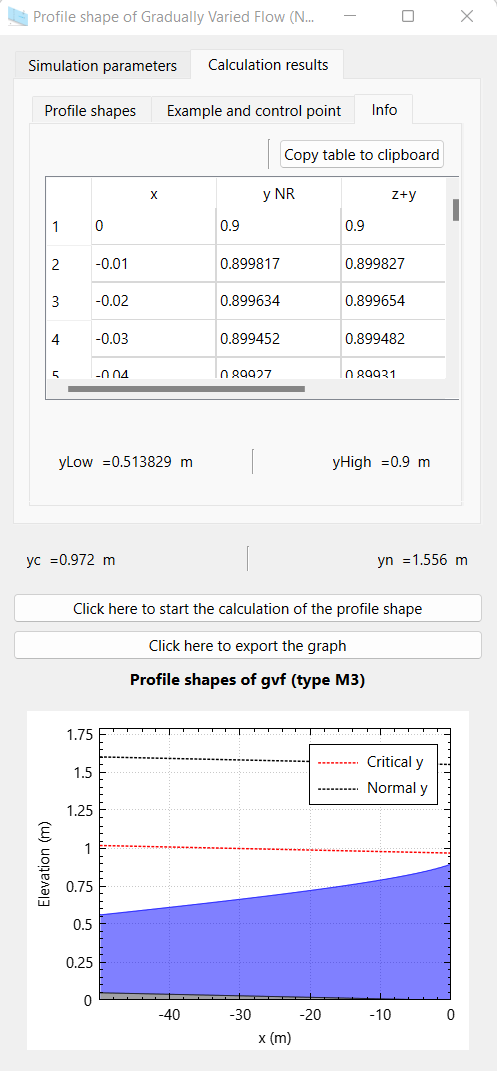 Profile shape of Gradually Varied Flow (N...
Simulation parameters Calculation results
Profile shapes Example and control point Info
Copy table to clipboard
x y NR z+y
1 0 0.9 0.9
2 -0.01 0.899817 0.899827
3 -0.02 0.899634 0.899654
4 -0.03 0.899452 0.899482
5 -0.04 0.89927 0.89931
yLow =0.513829 m yHigh =0.9 m
yc =0.972 m yn =1.556 m
Click here to start the calculation of the profile shape
Click here to export the graph
Profile shapes of gvf (type M3)
1.75
1.5
1.25
1
0.75
0.5
0.25
0
Elevation (m)
Critical y
Normal y
-40 -30 -20 -10 0
x (m)